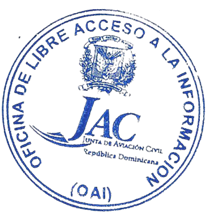 OFICINA DE LIBRE ACCESO A LA INFORMACION
JAC
JUNTA DE AVIACIÓN CIVIL
República Dominicana
(OAI)